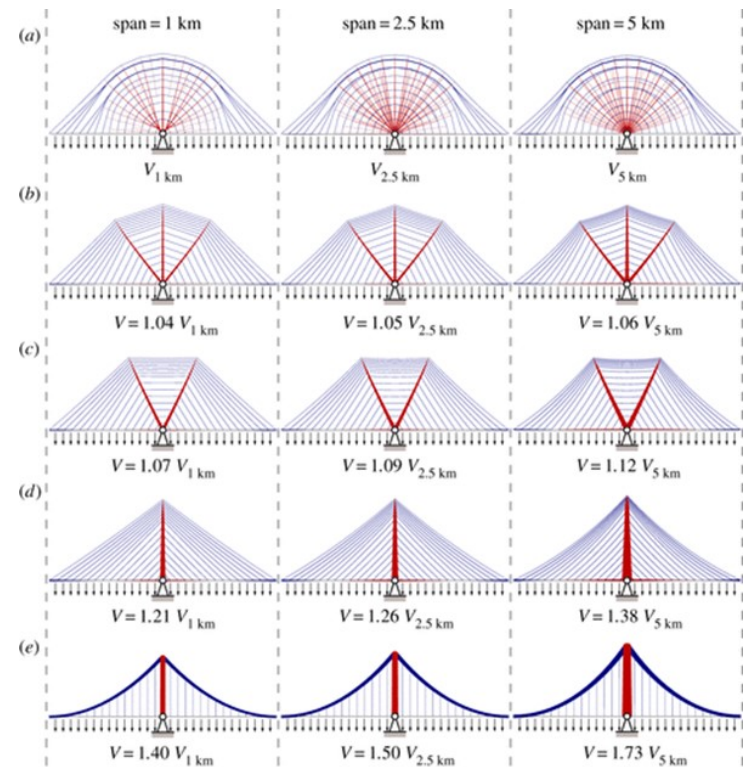 (a) span = 1 km span = 2.5 km span = 5 km
V1 km V2.5 km V5 km
(b)
V = 1.04 V1 km V = 1.05 V2.5 km V = 1.06 V5 km
(c)
V = 1.07 V1 km V = 1.09 V2.5 km V = 1.12 V5 km
(d)
V = 1.21 V1 km V = 1.26 V2.5 km V = 1.38 V5 km
(e)
V = 1.40 V1 km V = 1.50 V2.5 km V = 1.73 V5 km